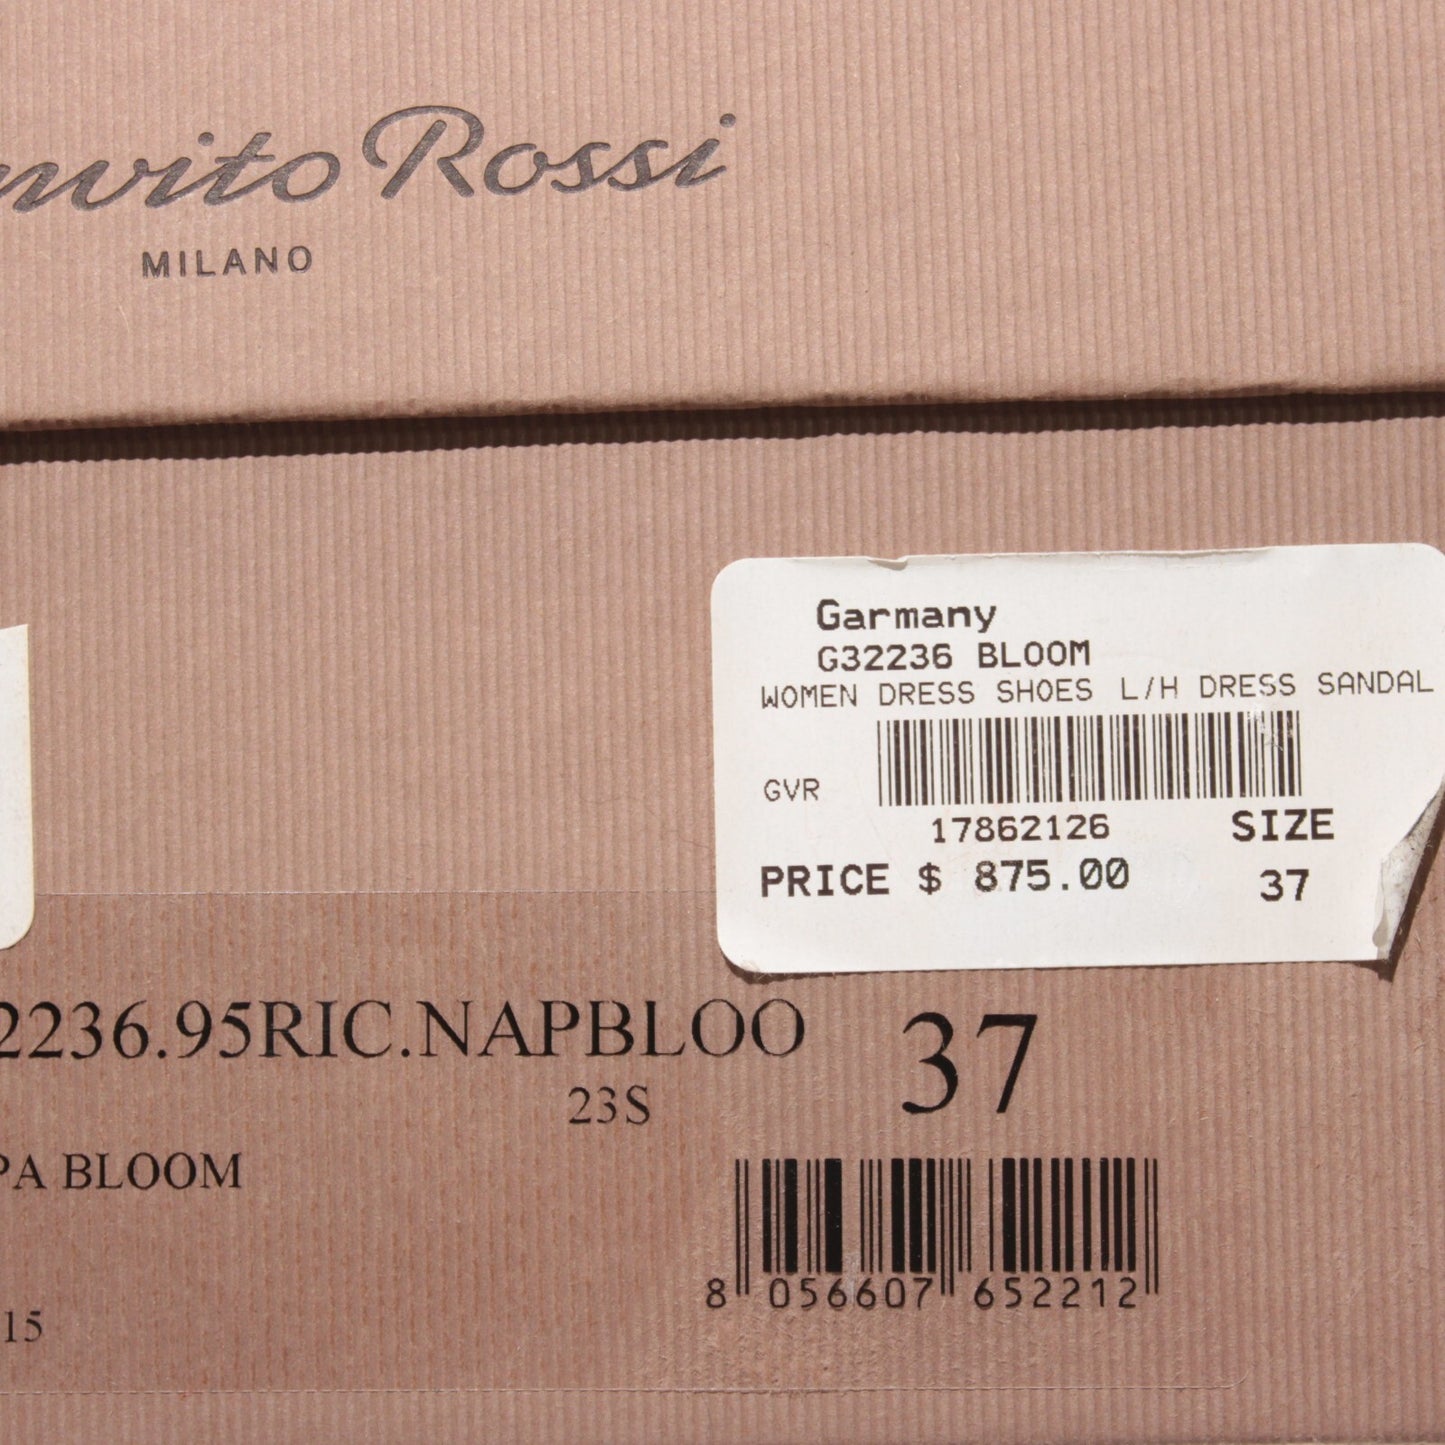 nvito Rossi
MILANO
Garmany
G32236 BLOOM
WOMEN DRESS SHOES L/H DRESS SANDAL
GVR
17862126 SIZE
PRICE $ 875.00 37
2236.95RIC.NAPBLOO 37
23S
PA BLOOM
8 056607 652212
15